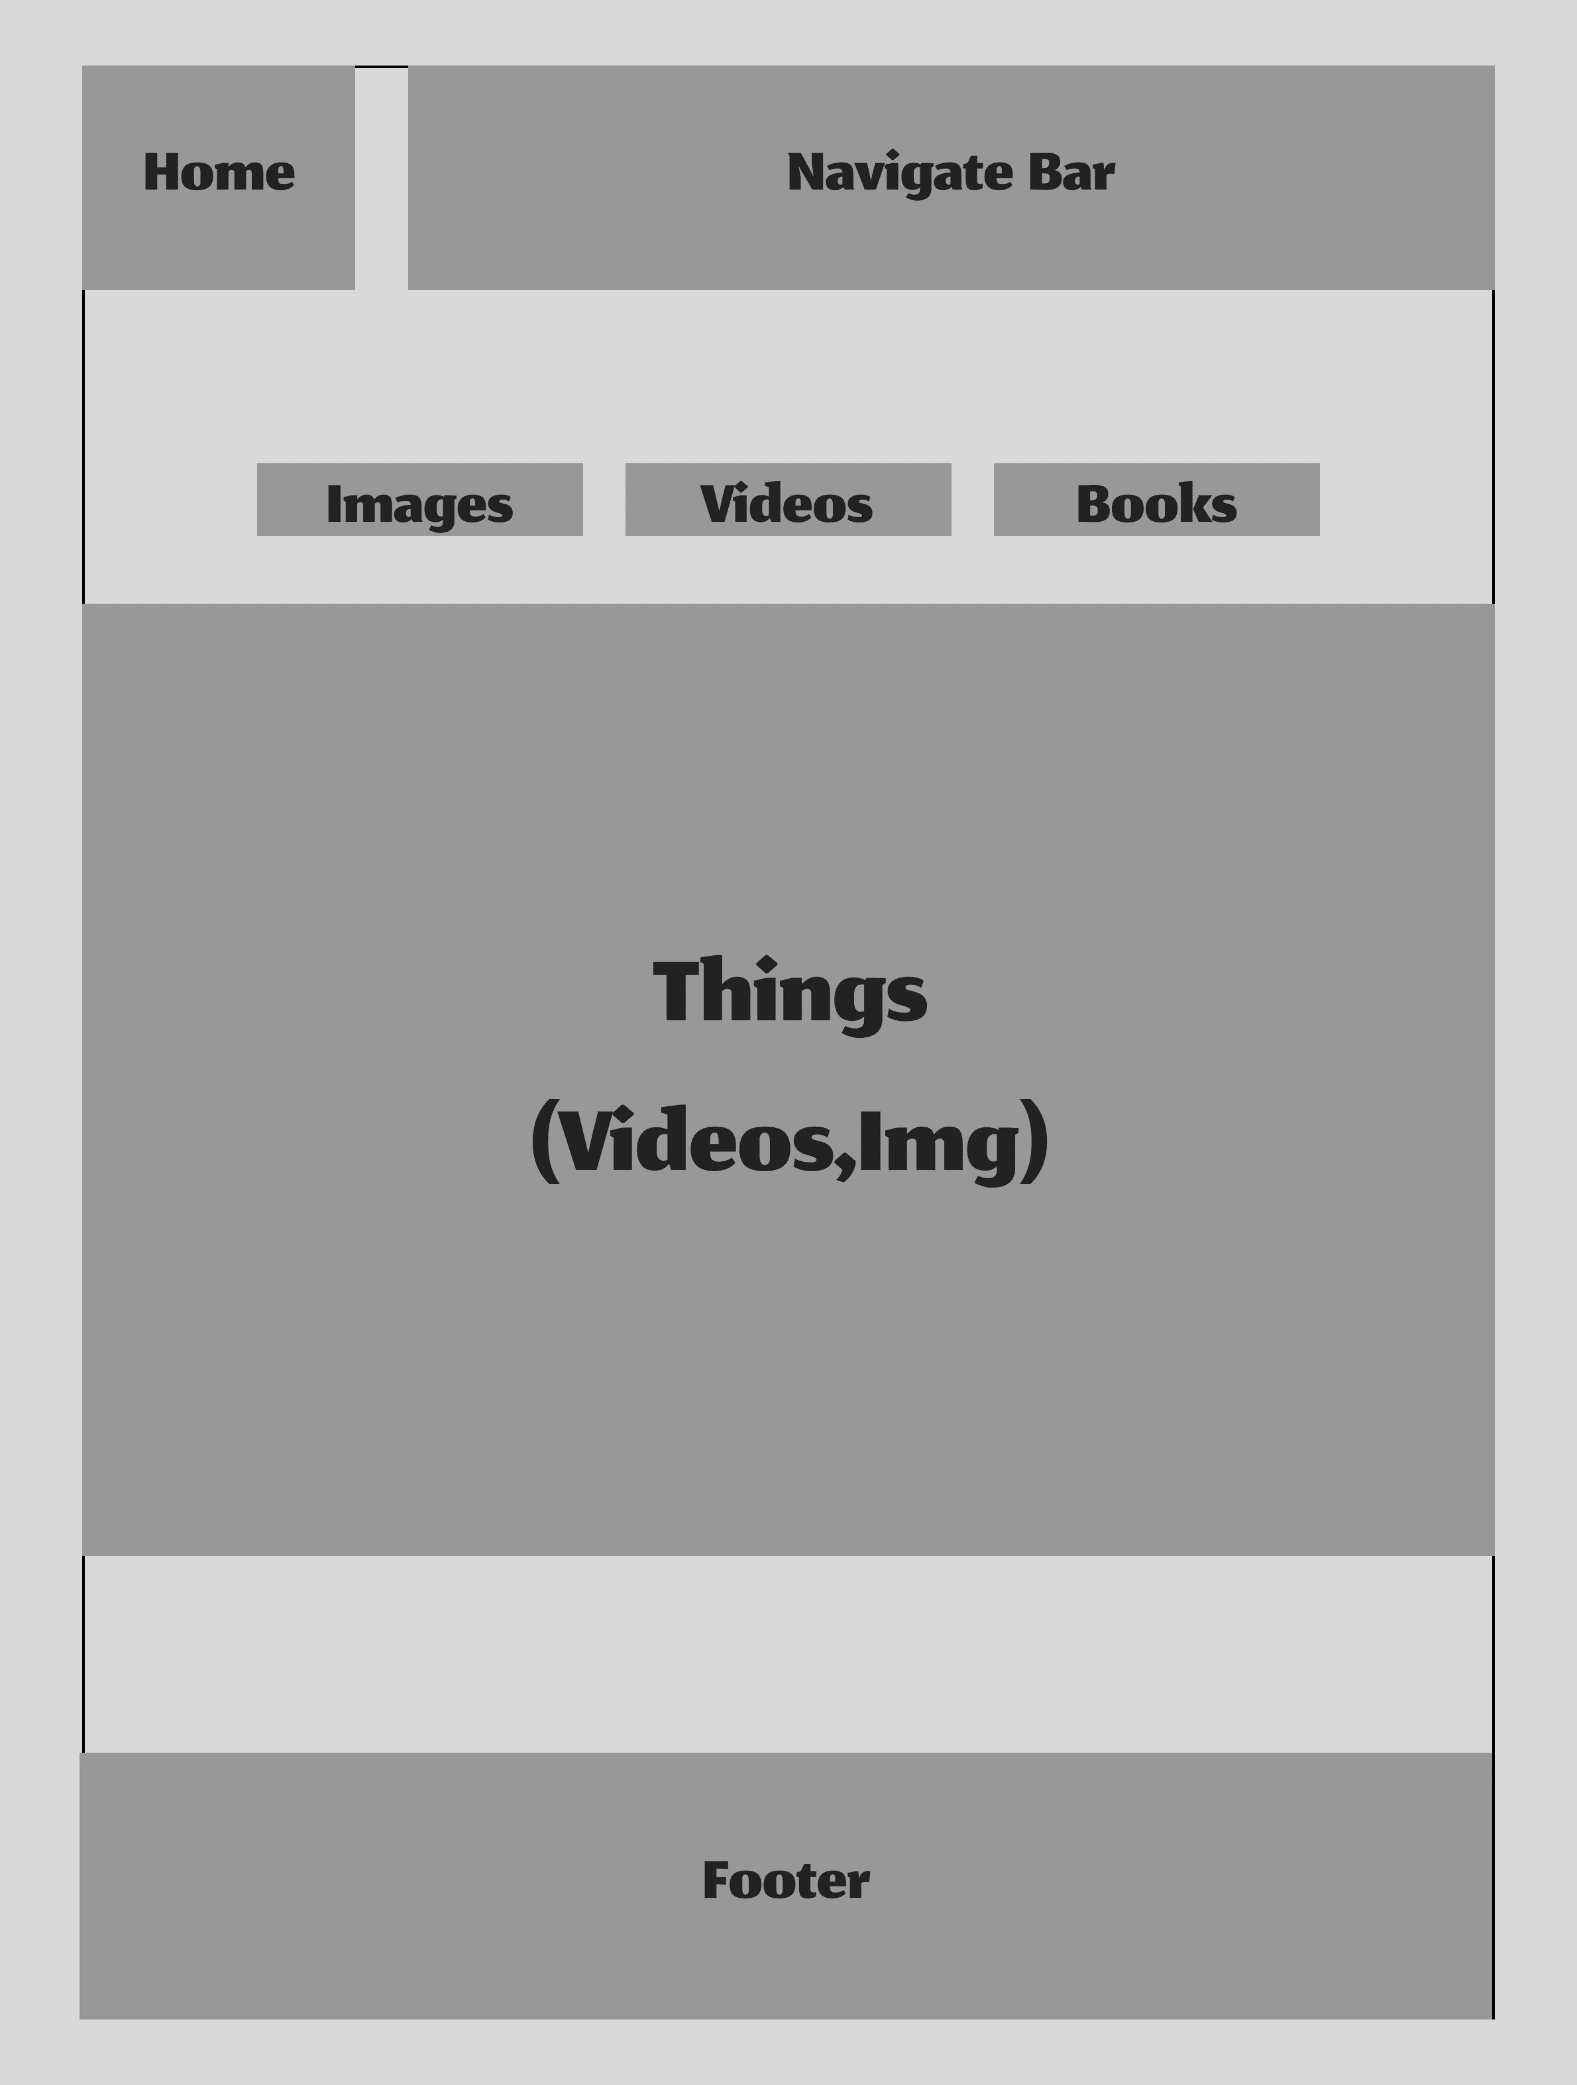 Home
Navigate Bar
Images
Videos
Books
Things
(Videos,Img)
Footer